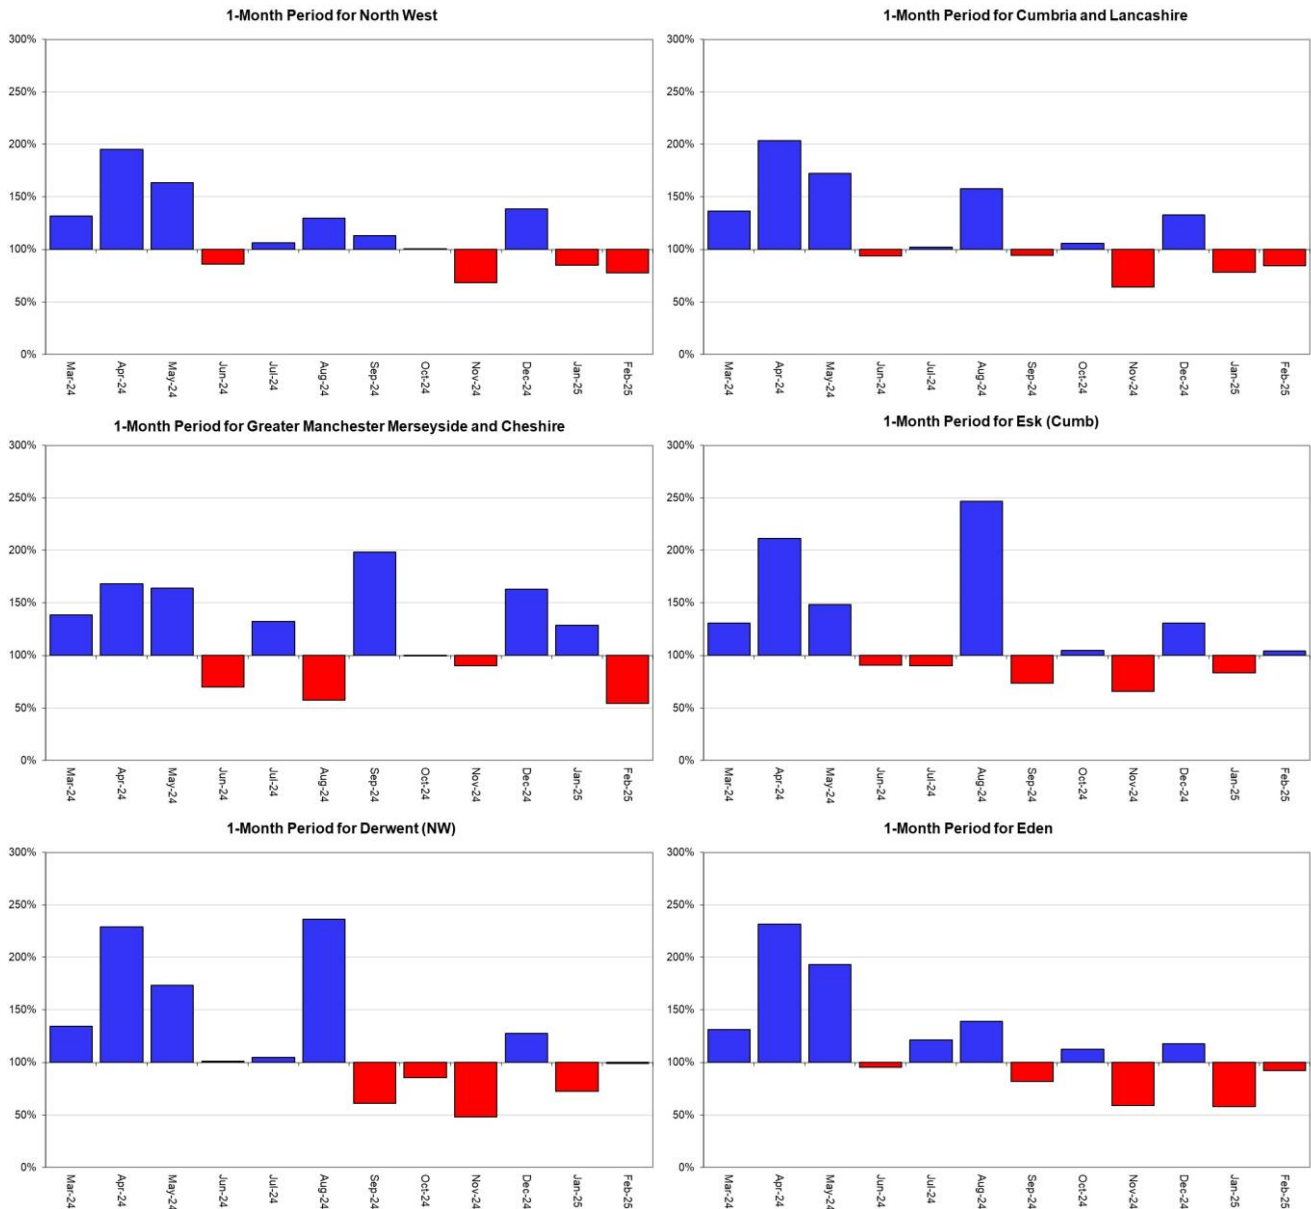 1-Month Period for North West
300%
250%
200%
150%
100%
50%
0%
Mar-24
Apr-24
May-24
Jun-24
Jul-24
Aug-24
Sep-24
Oct-24
Nov-24
Dec-24
Jan-25
Feb-25
1-Month Period for Cumbria and Lancashire
300%
250%
200%
150%
100%
50%
0%
Mar-24
Apr-24
May-24
Jun-24
Jul-24
Aug-24
Sep-24
Oct-24
Nov-24
Dec-24
Jan-25
Feb-25
1-Month Period for Greater Manchester Merseyside and Cheshire
300%
250%
200%
150%
100%
50%
0%
Mar-24
Apr-24
May-24
Jun-24
Jul-24
Aug-24
Sep-24
Oct-24
Nov-24
Dec-24
Jan-25
Feb-25
1-Month Period for Esk (Cumb)
300%
250%
200%
150%
100%
50%
0%
Mar-24
Apr-24
May-24
Jun-24
Jul-24
Aug-24
Sep-24
Oct-24
Nov-24
Dec-24
Jan-25
Feb-25
1-Month Period for Derwent (NW)
300%
250%
200%
150%
100%
50%
0%
Mar-24
Apr-24
May-24
Jun-24
Jul-24
Aug-24
Sep-24
Oct-24
Nov-24
Dec-24
Jan-25
Feb-25
1-Month Period for Eden
300%
250%
200%
150%
100%
50%
0%
Mar-24
Apr-24
May-24
Jun-24
Jul-24
Aug-24
Sep-24
Oct-24
Nov-24
Dec-24
Jan-25
Feb-25